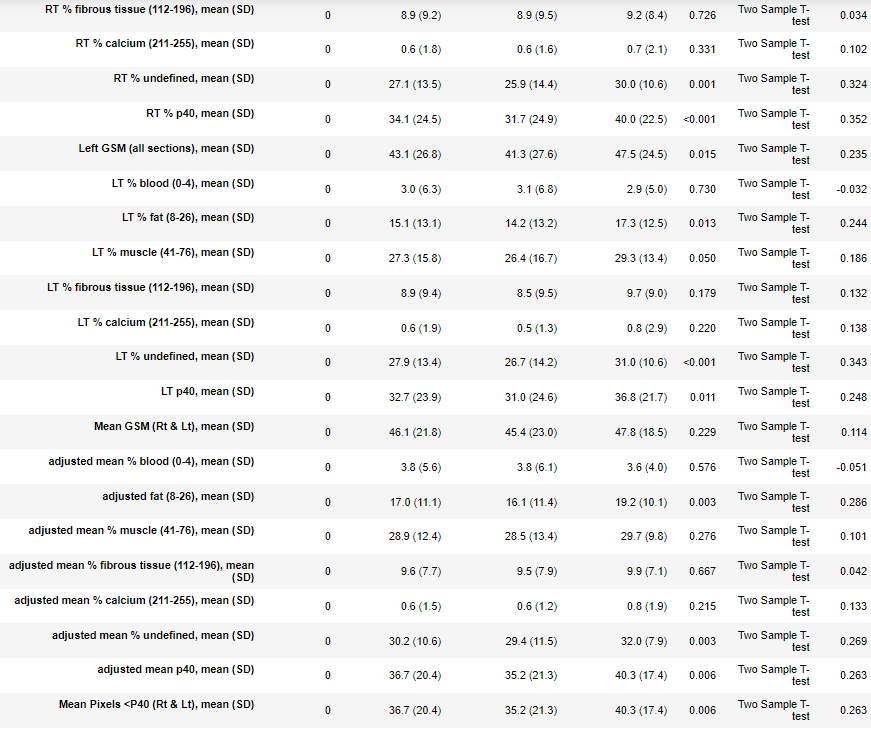 RT % fibrous tissue (112-196), mean (SD) 0 8.9 (9.2) 8.9 (9.5) 9.2 (8.4) 0.726 Two Sample T-test 0.034
RT % calcium (211-255), mean (SD) 0 0.6 (1.8) 0.6 (1.6) 0.7 (2.1) 0.331 Two Sample T-test 0.102
RT % undefined, mean (SD) 0 27.1 (13.5) 25.9 (14.4) 30.0 (10.6) 0.001 Two Sample T-test 0.324
RT % p40, mean (SD) 0 34.1 (24.5) 31.7 (24.9) 40.0 (22.5) <0.001 Two Sample T-test 0.352
Left GSM (all sections), mean (SD) 0 43.1 (26.8) 41.3 (27.6) 47.5 (24.5) 0.015 Two Sample T-test 0.235
LT % blood (0-4), mean (SD) 0 3.0 (6.3) 3.1 (6.8) 2.9 (5.0) 0.730 Two Sample T-test -0.032
LT % fat (8-26), mean (SD) 0 15.1 (13.1) 14.2 (13.2) 17.3 (12.5) 0.013 Two Sample T-test 0.244
LT % muscle (41-76), mean (SD) 0 27.3 (15.8) 26.4 (16.7) 29.3 (13.4) 0.050 Two Sample T-test 0.186
LT % fibrous tissue (112-196), mean (SD) 0 8.9 (9.4) 8.5 (9.5) 9.7 (9.0) 0.179 Two Sample T-test 0.132
LT % calcium (211-255), mean (SD) 0 0.6 (1.9) 0.5 (1.3) 0.8 (2.9) 0.220 Two Sample T-test 0.138
LT % undefined, mean (SD) 0 27.9 (13.4) 26.7 (14.2) 31.0 (10.6) <0.001 Two Sample T-test 0.343
LT p40, mean (SD) 0 32.7 (23.9) 31.0 (24.6) 36.8 (21.7) 0.011 Two Sample T-test 0.248
Mean GSM (Rt & Lt), mean (SD) 0 46.1 (21.8) 45.4 (23.0) 47.8 (18.5) 0.229 Two Sample T-test 0.114
adjusted mean % blood (0-4), mean (SD) 0 3.8 (5.6) 3.8 (6.1) 3.6 (4.0) 0.576 Two Sample T-test -0.051
adjusted fat (8-26), mean (SD) 0 17.0 (11.1) 16.1 (11.4) 19.2 (10.1) 0.003 Two Sample T-test 0.286
adjusted mean % muscle (41-76), mean (SD) 0 28.9 (12.4) 28.5 (13.4) 29.7 (9.8) 0.276 Two Sample T-test 0.101
adjusted mean % fibrous tissue (112-196), mean (SD) 0 9.6 (7.7) 9.5 (7.9) 9.9 (7.1) 0.667 Two Sample T-test 0.042
adjusted mean % calcium (211-255), mean (SD) 0 0.6 (1.5) 0.6 (1.2) 0.8 (1.9) 0.215 Two Sample T-test 0.133
adjusted mean % undefined, mean (SD) 0 30.2 (10.6) 29.4 (11.5) 32.0 (7.9) 0.003 Two Sample T-test 0.269
adjusted mean p40, mean (SD) 0 36.7 (20.4) 35.2 (21.3) 40.3 (17.4) 0.006 Two Sample T-test 0.263
Mean Pixels <P40 (Rt & Lt), mean (SD) 0 36.7 (20.4) 35.2 (21.3) 40.3 (17.4) 0.006 Two Sample T-test 0.263